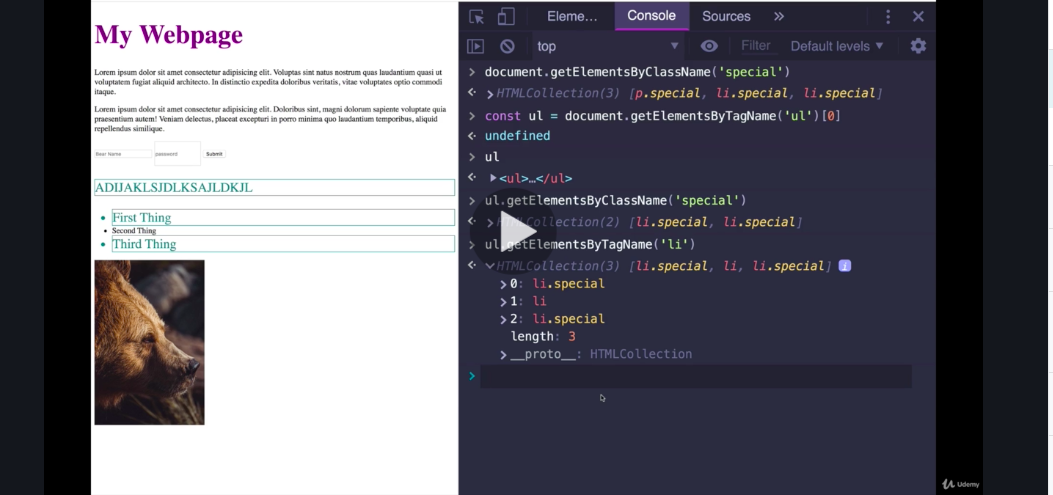 My Webpage
Lorem ipsum dolor sit amet consectetur adipisicing elit. Voluptas sint natus nostrum quas laudantium quasi ut
voluptatem fugiat aliquid architecto. In distinctio expedita doloribus veritatis, vitae voluptates optio commodi
itaque.
Lorem ipsum dolor sit amet consectetur adipisicing elit. Doloribus sint, magni dolorum sapiente voluptate quia
praesentium autem! Veniam delectus, placeat excepturi in porro minima quo laudantium temporibus, aliquid
repellendus similique.
Bear Name password Submit
ADIJAKLSJDLKSAJLDKJL
First Thing
Second Thing
Third Thing
Eleme… Console Sources »
top Filter Default levels ▼
> document.getElementsByClassName('special')
HTMLCollection(3) [p.special, li.special, li.special]
> const ul = document.getElementsByTagName('ul')[0]
undefined
> ul
<ul>…</ul>
ul.getElementsByClassName('special')
HTMLCollection(2) [li.special, li.special]
ul.getElementsByTagName('li')
HTMLCollection(3) [li.special, li, li.special] i
0: li.special
1: li
2: li.special
length: 3
__proto__: HTMLCollection
>
Udemy